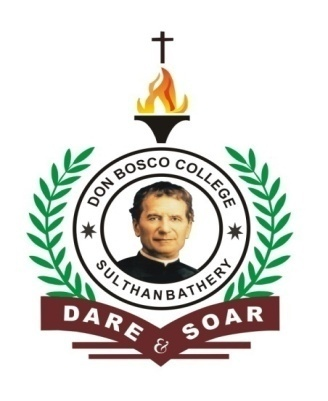 DON BOSCO COLLEGE
SULTHANBATHERY
DARE & SOAR